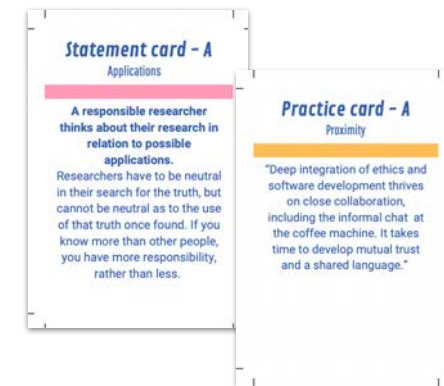 Statement card – A
Applications
A responsible researcher
thinks about their research in
relation to possible
applications.
Researchers have to be neutral
in their search for the truth, but
cannot be neutral as to the use
of that truth once found. If you
know more than other people,
you have more responsibility,
rather than less.
Practice card – A
Proximity
“Deep integration of ethics and
software development thrives
on close collaboration,
including the informal chat at
the coffee machine. It takes
time to develop mutual trust
and a shared language.”